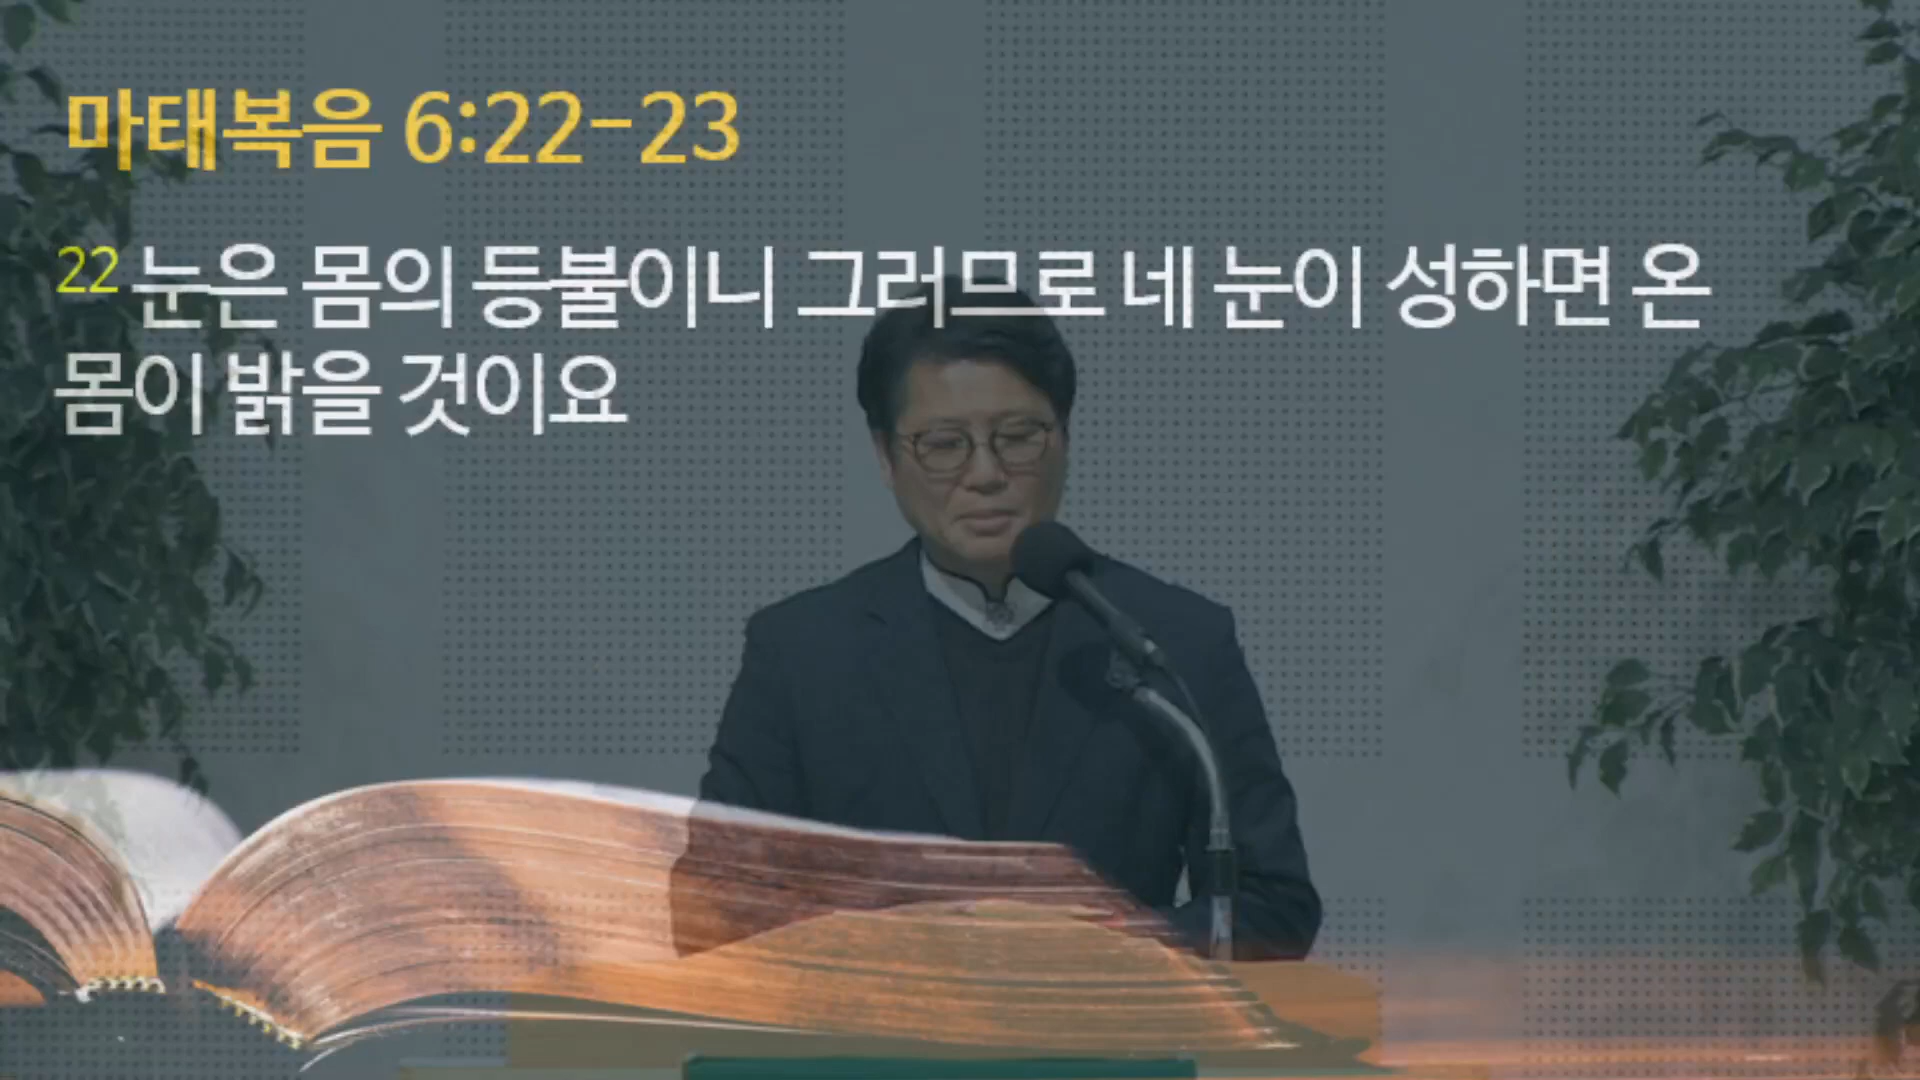 마태복음 6:22-23
22 눈은 몸의 등불이니 그러므로 네 눈이 성하면 온
몸이 밝을 것이요